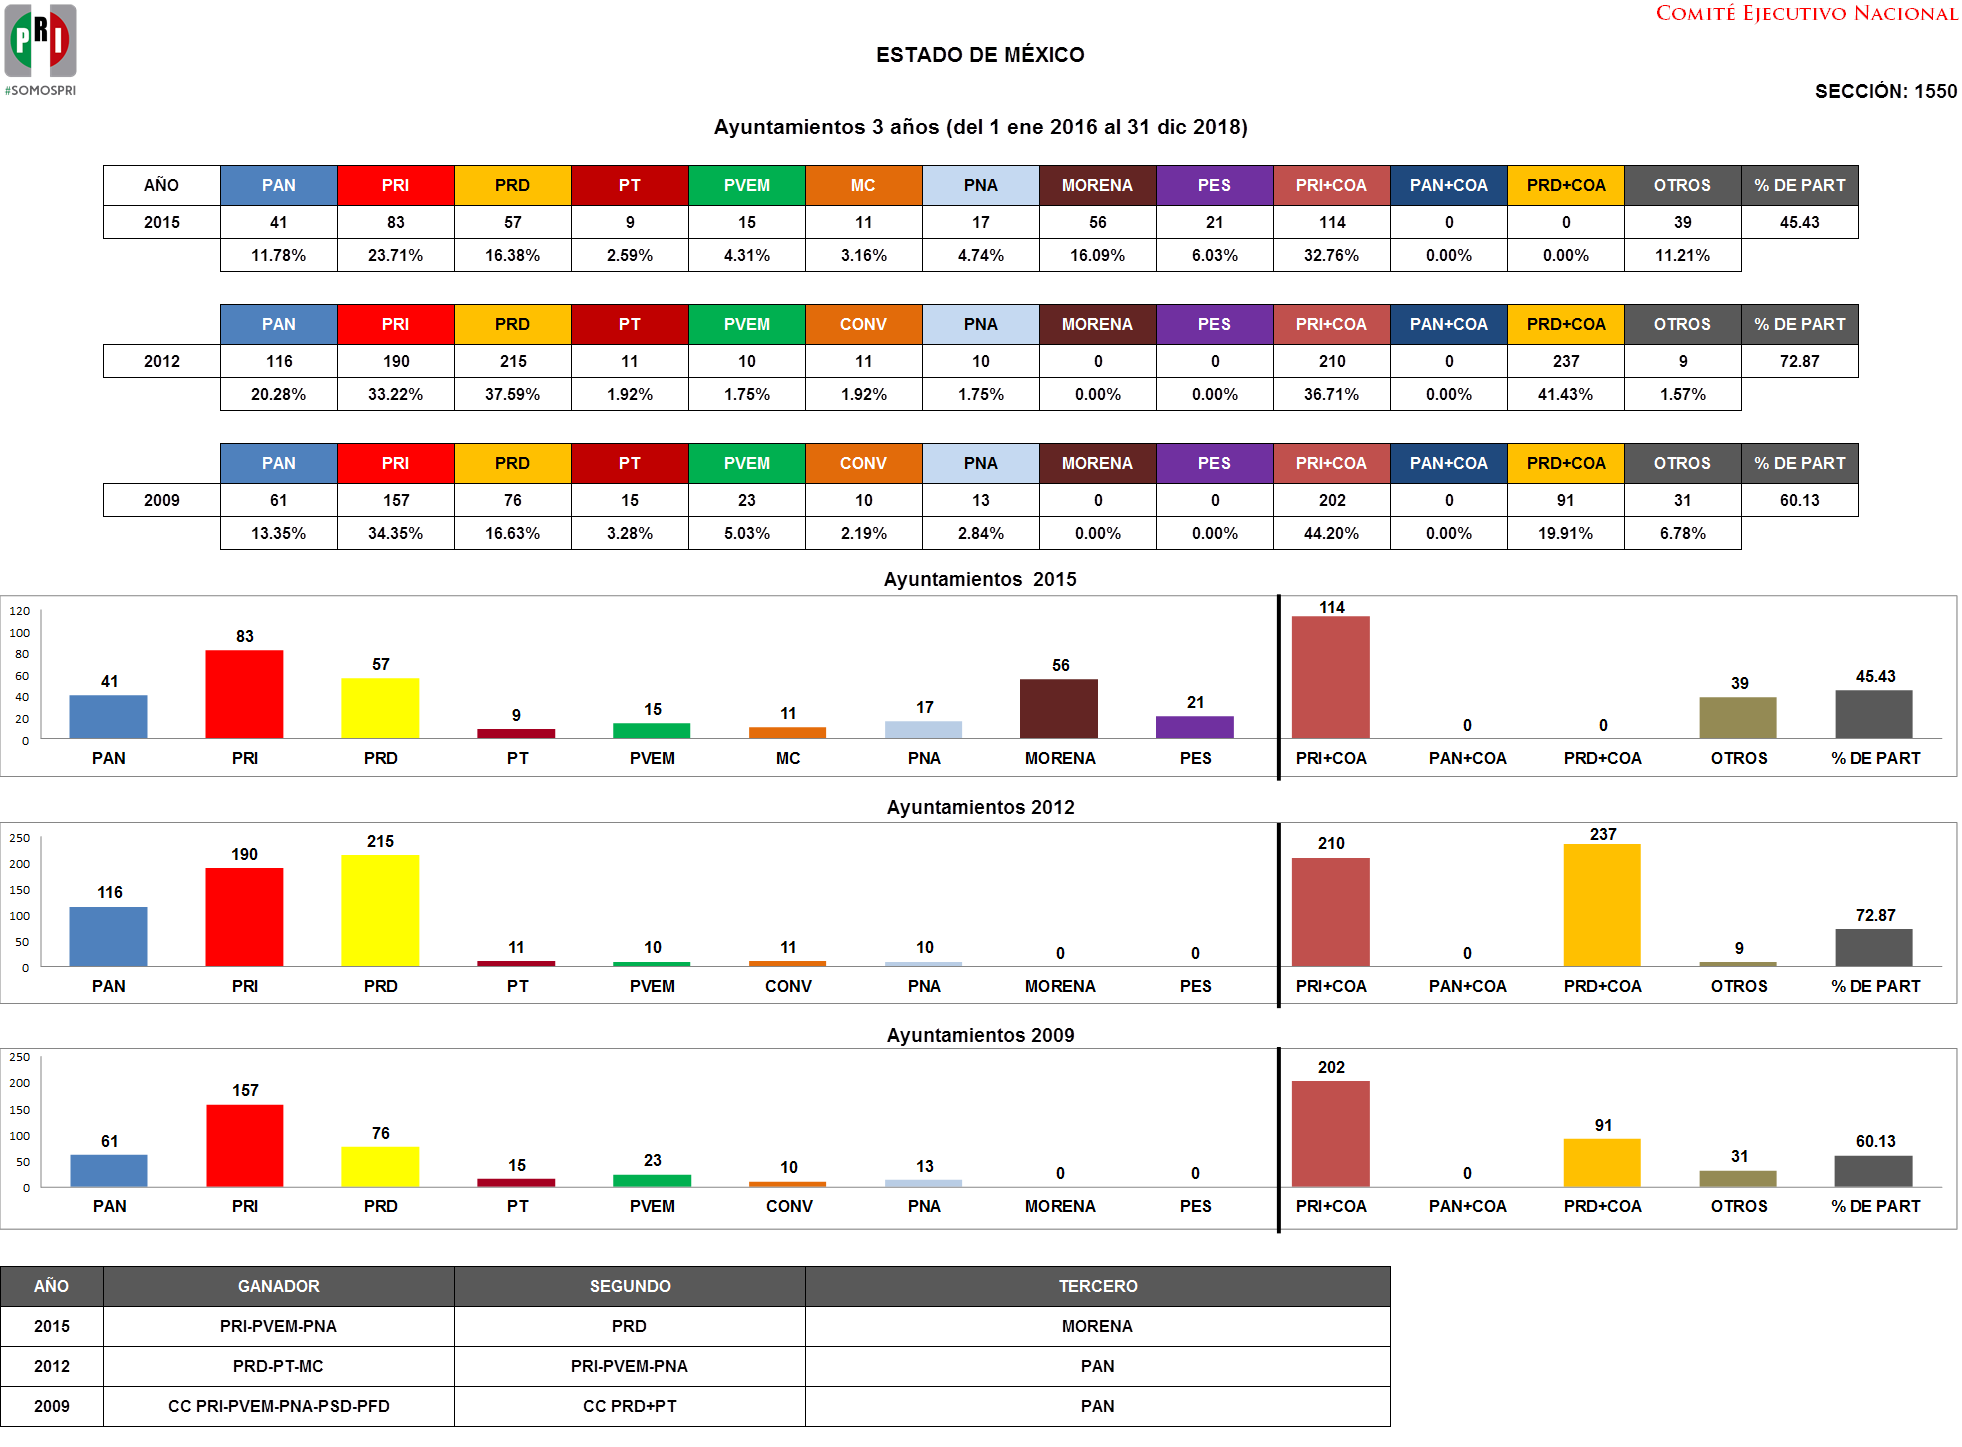 PRI
#SOMOSPRI
COMITÉ EJECUTIVO NACIONAL
ESTADO DE MÉXICO
SECCIÓN: 1550
Ayuntamientos 3 años (del 1 ene 2016 al 31 dic 2018)
AÑO PAN PRI PRD PT PVEM MC PNA MORENA PES PRI+COA PAN+COA PRD+COA OTROS % DE PART
2015 41 83 57 9 15 11 17 56 21 114 0 0 39 45.43
11.78% 23.71% 16.38% 2.59% 4.31% 3.16% 4.74% 16.09% 6.03% 32.76% 0.00% 0.00% 11.21%
PAN PRI PRD PT PVEM CONV PNA MORENA PES PRI+COA PAN+COA PRD+COA OTROS % DE PART
2012 116 190 215 11 10 11 10 0 0 210 0 237 9 72.87
20.28% 33.22% 37.59% 1.92% 1.75% 1.92% 1.75% 0.00% 0.00% 36.71% 0.00% 41.43% 1.57%
PAN PRI PRD PT PVEM CONV PNA MORENA PES PRI+COA PAN+COA PRD+COA OTROS % DE PART
2009 61 157 76 15 23 10 13 0 0 202 0 91 31 60.13
13.35% 34.35% 16.63% 3.28% 5.03% 2.19% 2.84% 0.00% 0.00% 44.20% 0.00% 19.91% 6.78%
Ayuntamientos 2015
120
100
80
60
40
20
0
41 83 57 9 15 11 17 56 21 114 0 0 39 45.43
PAN PRI PRD PT PVEM MC PNA MORENA PES PRI+COA PAN+COA PRD+COA OTROS % DE PART
Ayuntamientos 2012
250
200
150
100
50
0
116 190 215 11 10 11 10 0 0 210 0 237 9 72.87
PAN PRI PRD PT PVEM CONV PNA MORENA PES PRI+COA PAN+COA PRD+COA OTROS % DE PART
Ayuntamientos 2009
250
200
150
100
50
0
61 157 76 15 23 10 13 0 0 202 0 91 31 60.13
PAN PRI PRD PT PVEM CONV PNA MORENA PES PRI+COA PAN+COA PRD+COA OTROS % DE PART
AÑO GANADOR SEGUNDO TERCERO
2015 PRI-PVEM-PNA PRD MORENA
2012 PRD-PT-MC PRI-PVEM-PNA PAN
2009 CC PRI-PVEM-PNA-PSD-PFD CC PRD+PT PAN